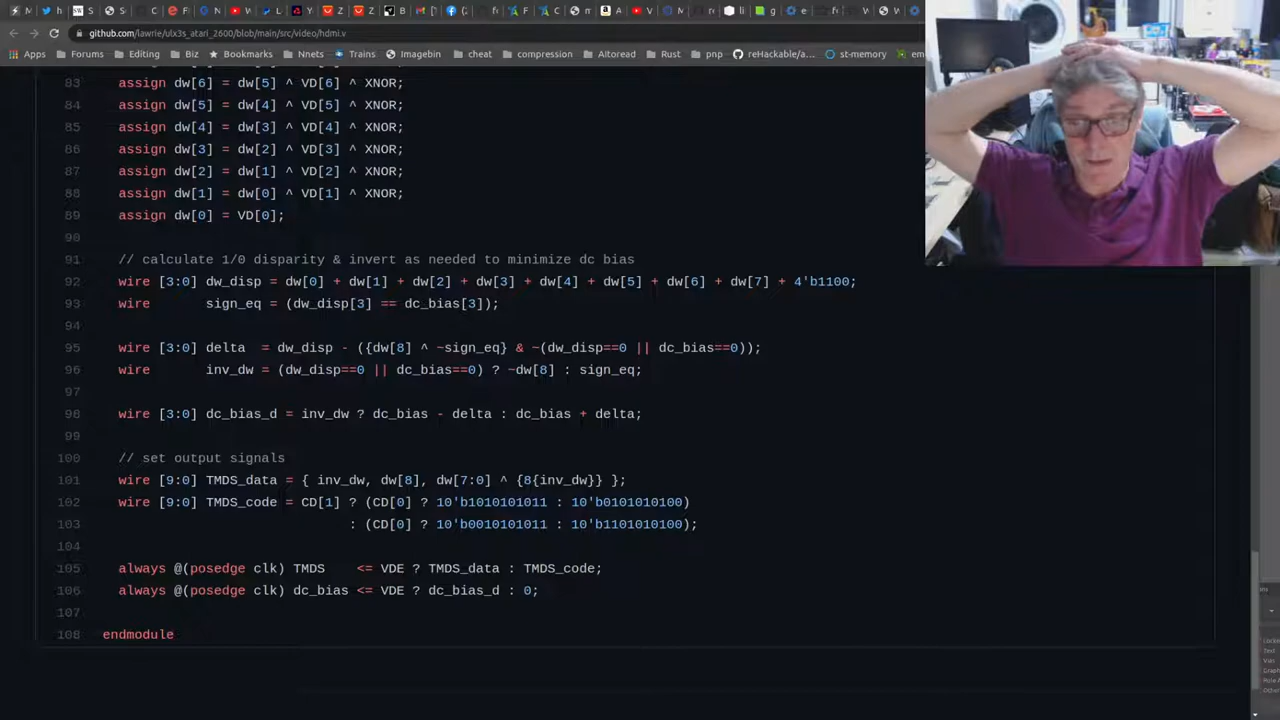 github.com/lawrie/ulx3s_atari_2600/blob/main/src/video/hdmi.v
Apps Forums Editing Biz Bookmarks Nnets Trains Imagebin cheat compression Altoread Rust pnp reHackable/a... st-memory
83 assign dw[6] = dw[5] ^ VD[6] ^ XNOR;
84 assign dw[5] = dw[4] ^ VD[5] ^ XNOR;
85 assign dw[4] = dw[3] ^ VD[4] ^ XNOR;
86 assign dw[3] = dw[2] ^ VD[3] ^ XNOR;
87 assign dw[2] = dw[1] ^ VD[2] ^ XNOR;
88 assign dw[1] = dw[0] ^ VD[1] ^ XNOR;
89 assign dw[0] = VD[0];
90
91 // calculate 1/0 disparity & invert as needed to minimize dc bias
92 wire [3:0] dw_disp = dw[0] + dw[1] + dw[2] + dw[3] + dw[4] + dw[5] + dw[6] + dw[7] + 4'b1100;
93 wire sign_eq = (dw_disp[3] == dc_bias[3]);
94
95 wire [3:0] delta = dw_disp - ({dw[8] ^ ~sign_eq} & ~(dw_disp==0 || dc_bias==0));
96 wire inv_dw = (dw_disp==0 || dc_bias==0) ? ~dw[8] : sign_eq;
97
98 wire [3:0] dc_bias_d = inv_dw ? dc_bias - delta : dc_bias + delta;
99
100 // set output signals
101 wire [9:0] TMDS_data = { inv_dw, dw[8], dw[7:0] ^ {8{inv_dw}} };
102 wire [9:0] TMDS_code = CD[1] ? (CD[0] ? 10'b1010101011 : 10'b0101010100)
103 : (CD[0] ? 10'b0010101011 : 10'b1101010100);
104
105 always @(posedge clk) TMDS <= VDE ? TMDS_data : TMDS_code;
106 always @(posedge clk) dc_bias <= VDE ? dc_bias_d : 0;
107
108 endmodule